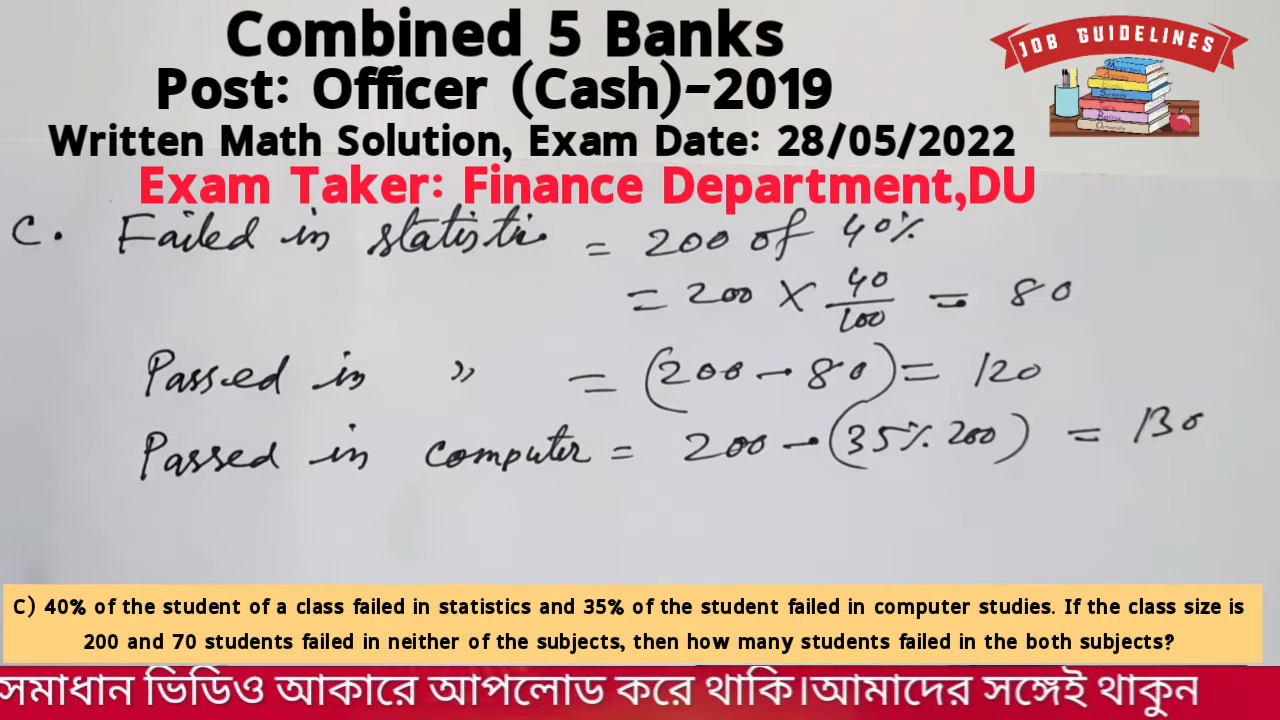 Combined 5 Banks
JOB GUIDELINES
Post: Officer (Cash)-2019
Written Math Solution, Exam Date: 28/05/2022
Exam Taker: Finance Department,DU
C. Failed in statisti = 200 of 40%
= 200 × 40/100 = 80
Passed in " = (200 - 80) = 120
Passed in computer = 200 - (35% 200) = 130
C) 40% of the student of a class failed in statistics and 35% of the student failed in computer studies. If the class size is
200 and 70 students failed in neither of the subjects, then how many students failed in the both subjects?
সমাধান ভিডিও আকারে আপলোড করে থাকি।আমাদের সঙ্গেই থাকুন